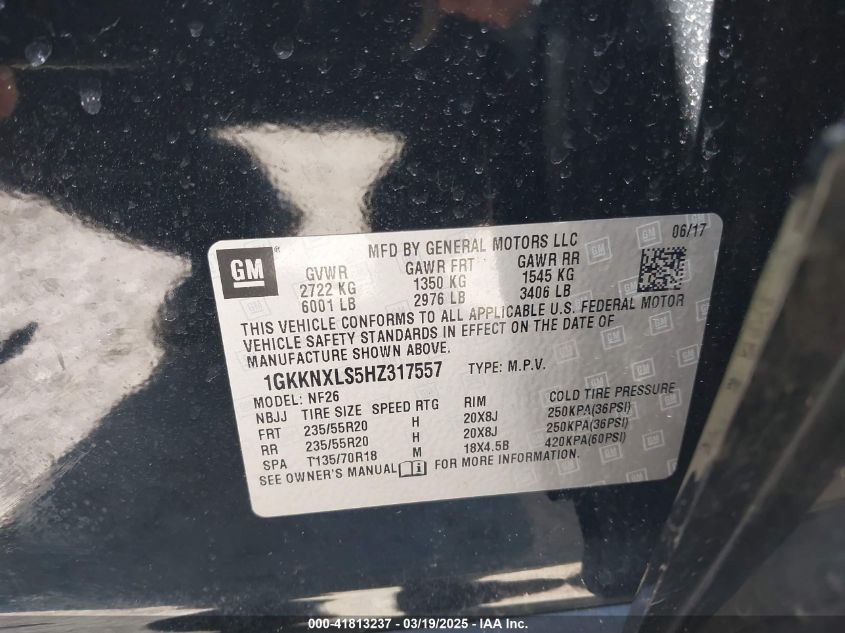 GM
®
MFD BY GENERAL MOTORS LLC
06/17
GVWR GAWR FRT GAWR RR
2722 KG 1350 KG 1545 KG
6001 LB 2976 LB 3406 LB
THIS VEHICLE CONFORMS TO ALL APPLICABLE U.S. FEDERAL MOTOR
VEHICLE SAFETY STANDARDS IN EFFECT ON THE DATE OF
MANUFACTURE SHOWN ABOVE.
1GKKNXLS5HZ317557 TYPE: M.P.V.
MODEL: NF26
NBJJ TIRE SIZE SPEED RTG RIM COLD TIRE PRESSURE
FRT 235/55R20 H 20X8J 250KPA(36PSI)
RR 235/55R20 H 20X8J 250KPA(36PSI)
SPA T135/70R18 M 18X4.5B 420KPA(60PSI)
SEE OWNER'S MANUAL i FOR MORE INFORMATION.
000-41813237 - 03/19/2025 - IAAI, Inc.